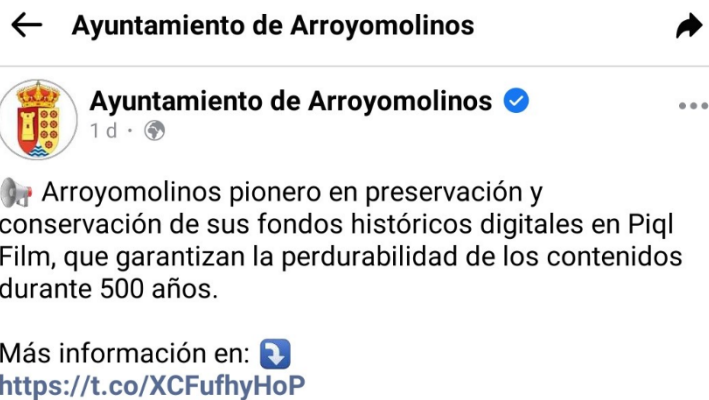 Ayuntamiento de Arroyomolinos
Ayuntamiento de Arroyomolinos
1 d ·
Arroyomolinos pionero en preservación y
conservación de sus fondos históricos digitales en Piql
Film, que garantizan la perdurabilidad de los contenidos
durante 500 años.
Más información en:
https://t.co/XCFufhyHoP